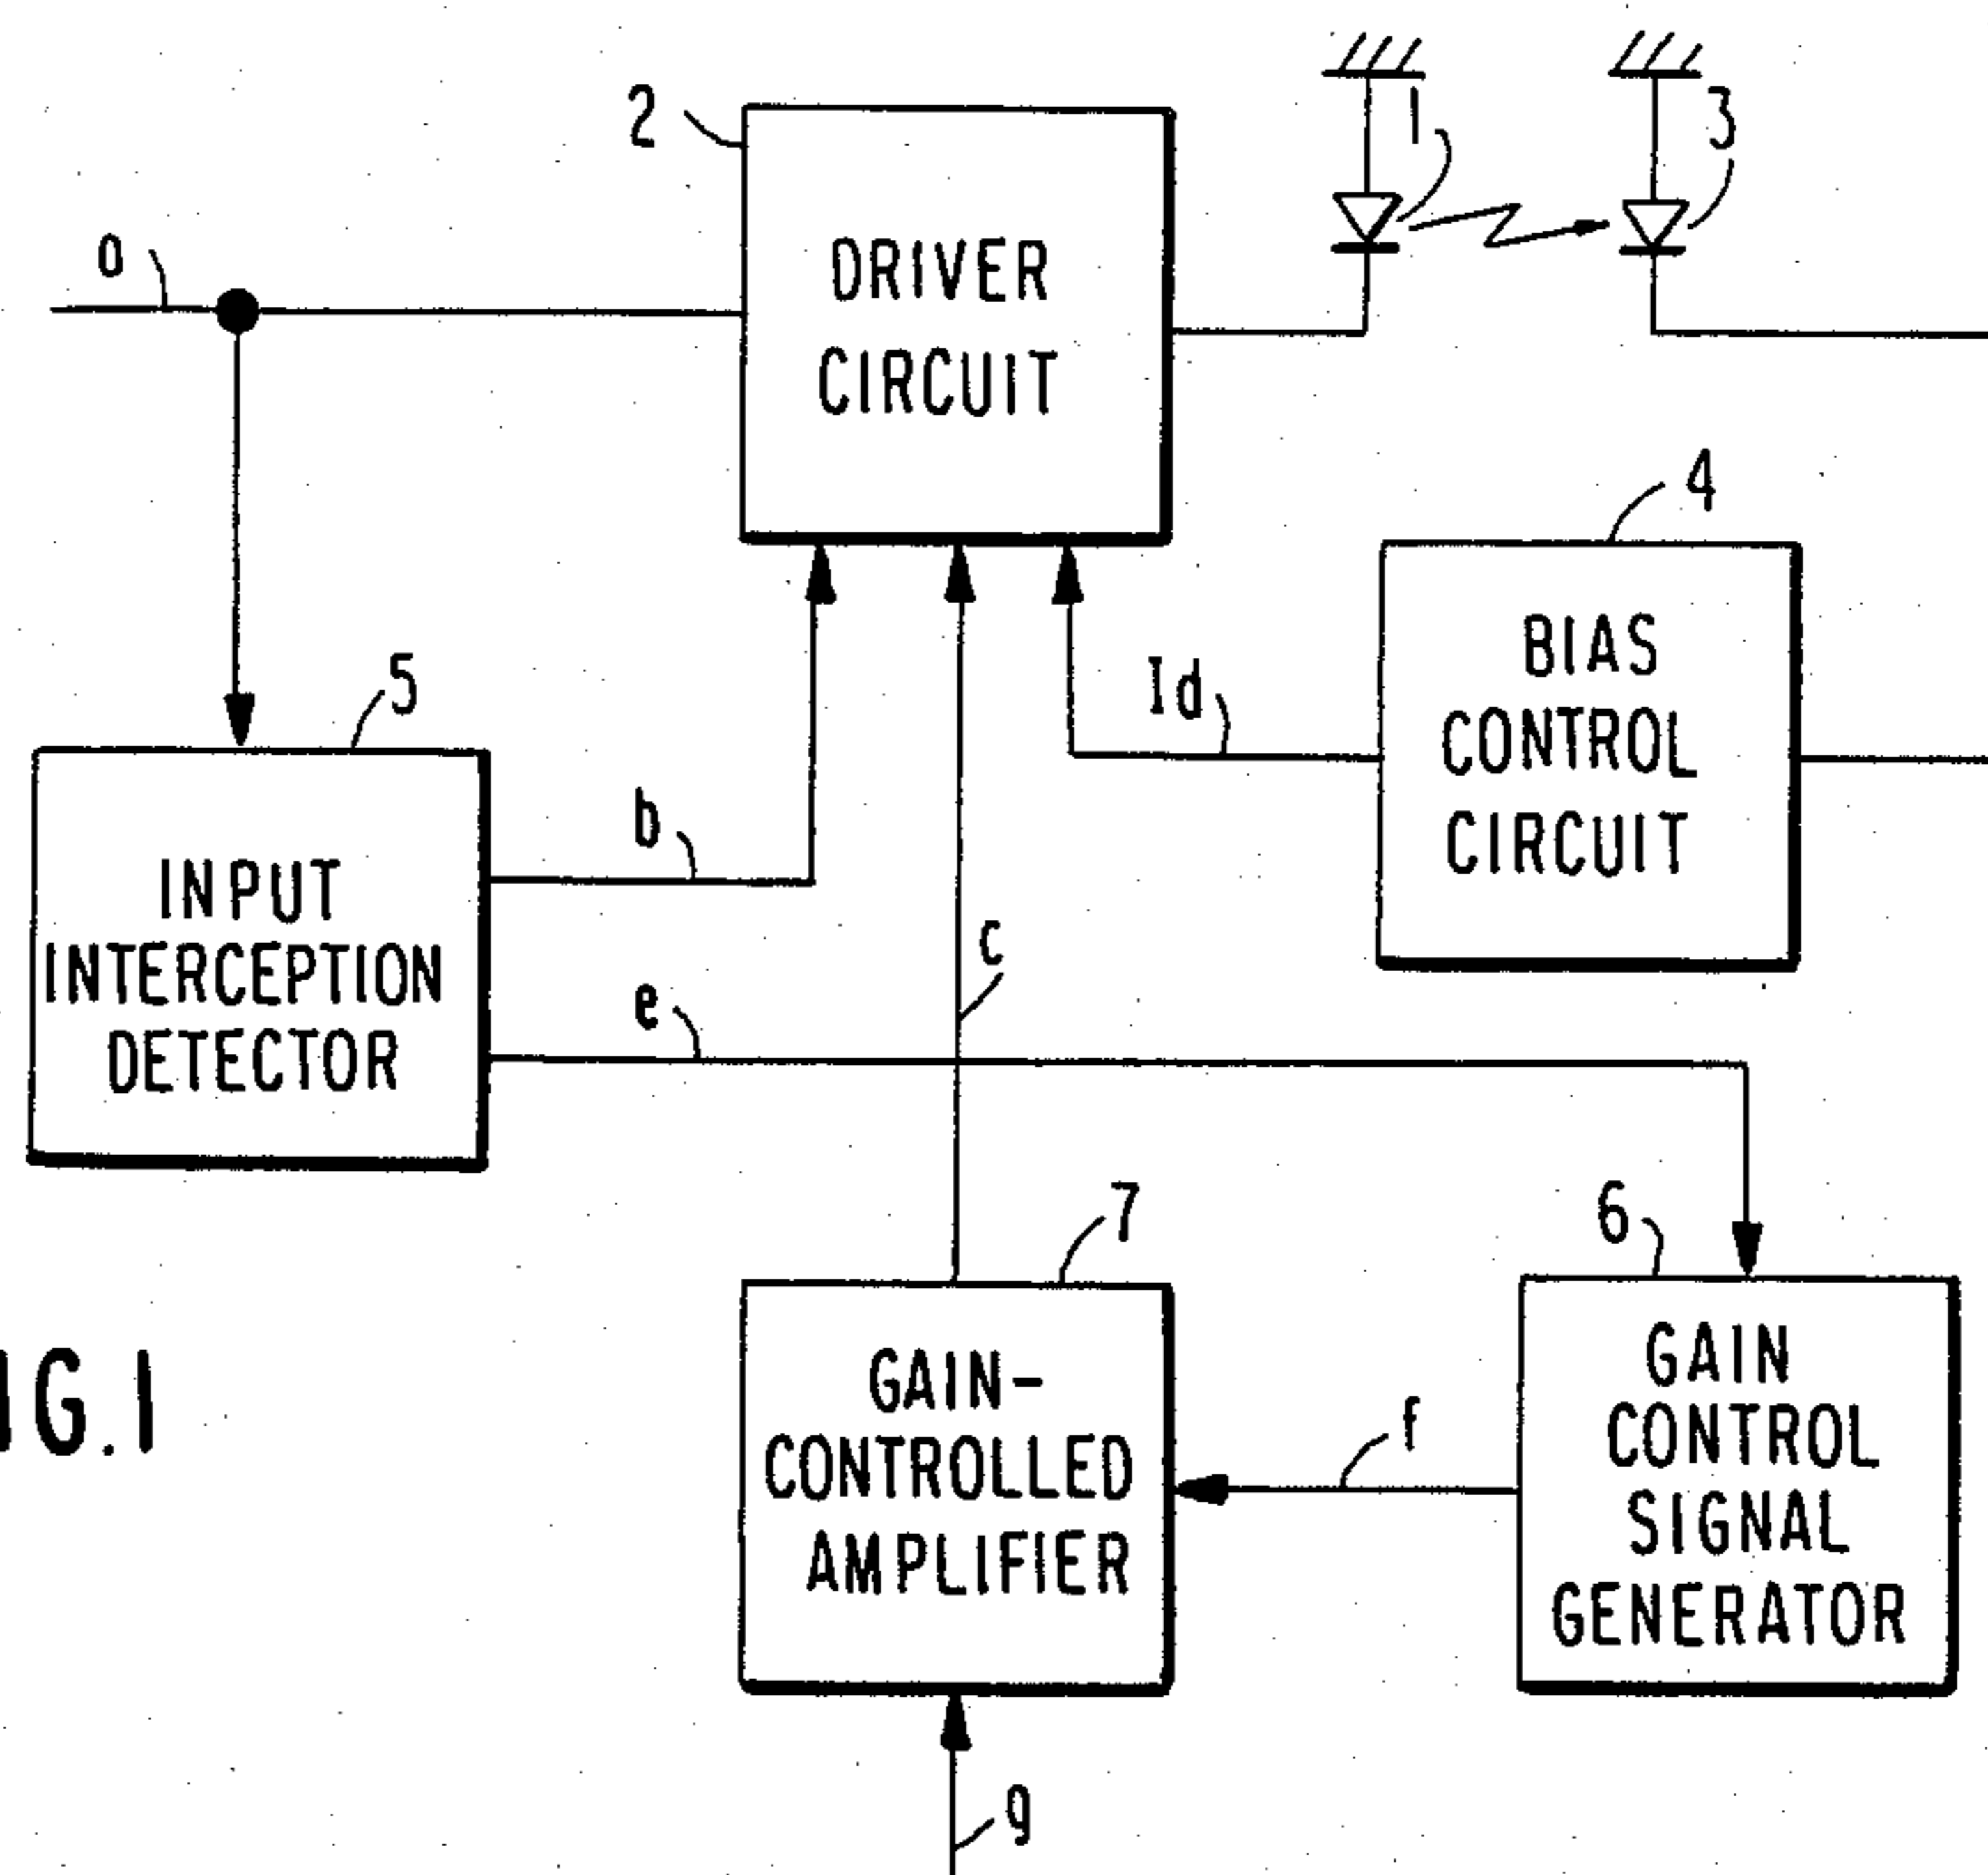 2
1
3
a
DRIVER
CIRCUIT
4
BIAS
CONTROL
CIRCUIT
Id
5
INPUT
INTERCEPTION
DETECTOR
b
c
e
7
6
GAIN-
CONTROLLED
AMPLIFIER
GAIN
CONTROL
SIGNAL
GENERATOR
f
IG.1
g